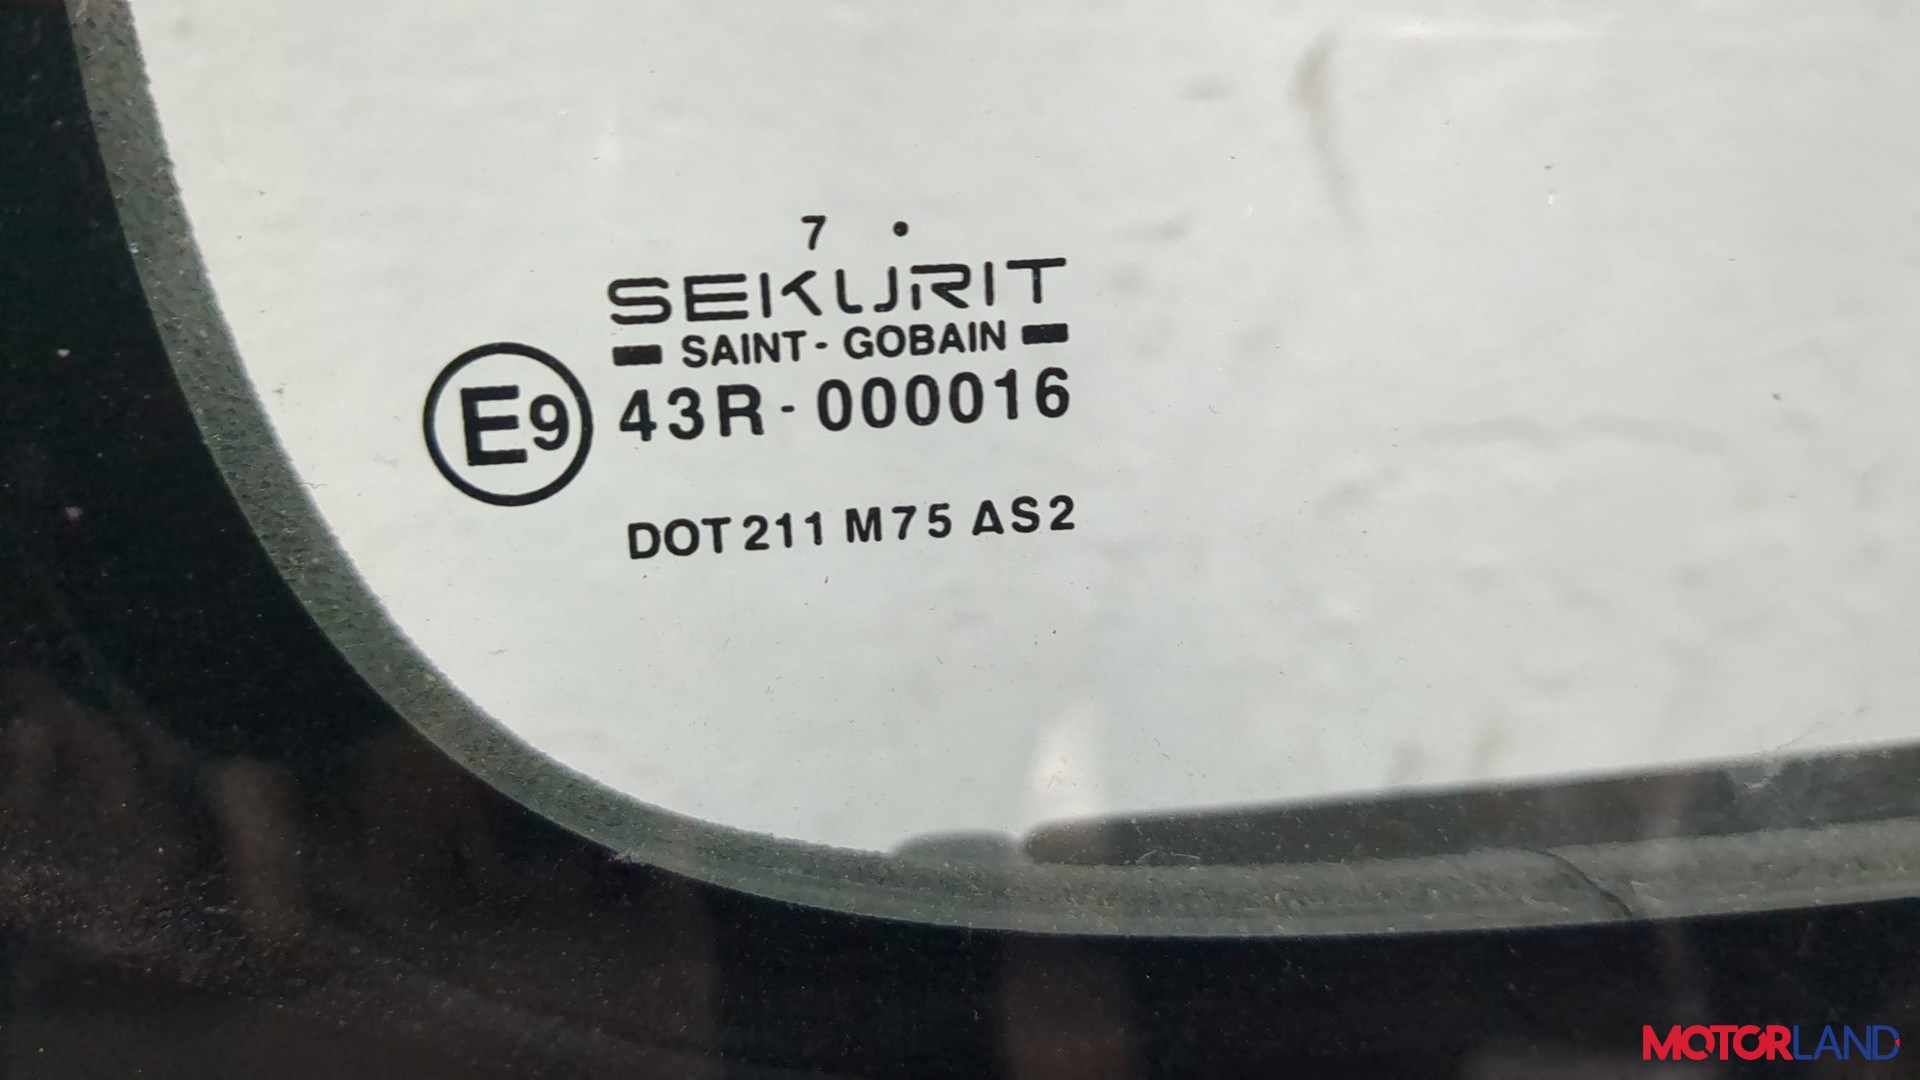 7 •
SEKURIT
SAINT-GOBAIN
E9 43R-000016
DOT 211 M75 AS2
MOTORLAND